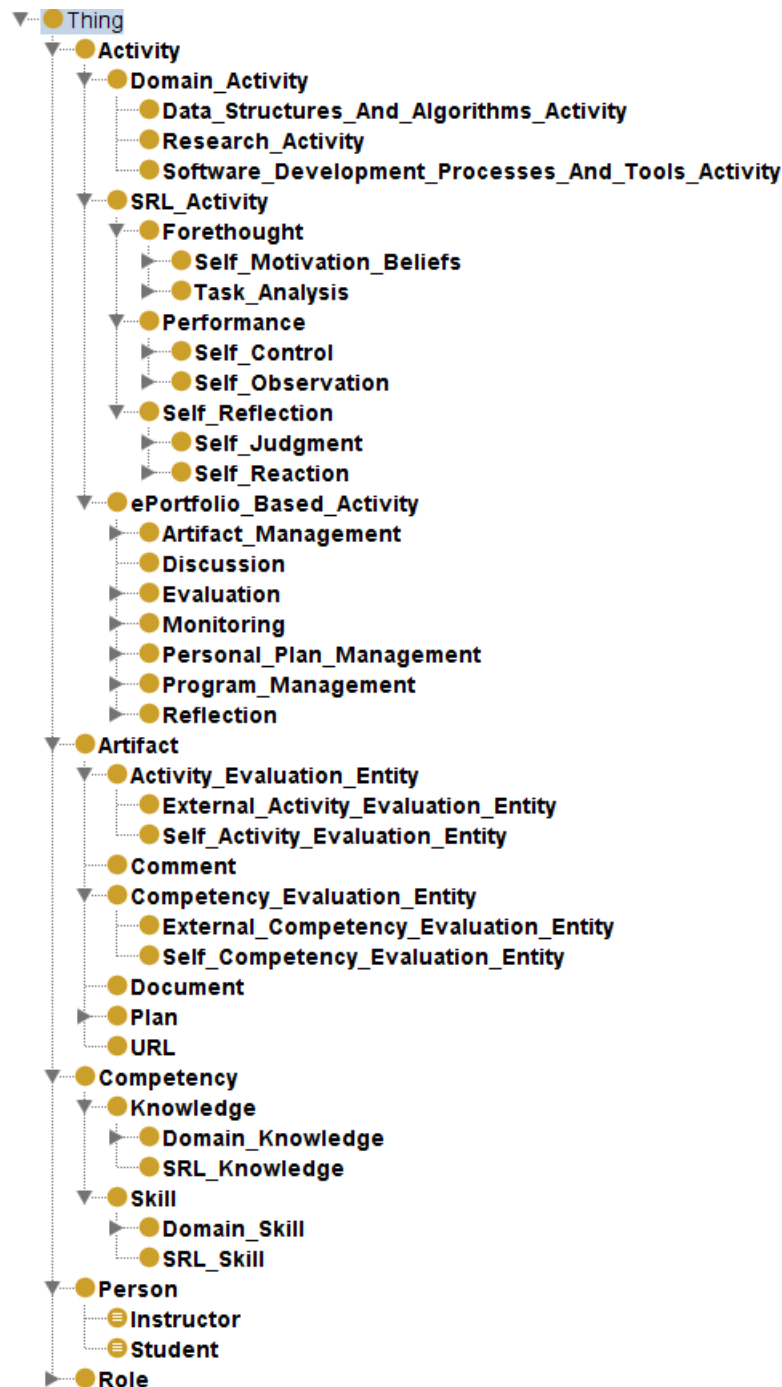 Thing
Activity
Domain_Activity
Data_Structures_And_Algorithms_Activity
Research_Activity
Software_Development_Processes_And_Tools_Activity
SRL_Activity
Forethought
Self_Motivation_Beliefs
Task_Analysis
Performance
Self_Control
Self_Observation
Self_Reflection
Self_Judgment
Self_Reaction
ePortfolio_Based_Activity
Artifact_Management
Discussion
Evaluation
Monitoring
Personal_Plan_Management
Program_Management
Reflection
Artifact
Activity_Evaluation_Entity
External_Activity_Evaluation_Entity
Self_Activity_Evaluation_Entity
Comment
Competency_Evaluation_Entity
External_Competency_Evaluation_Entity
Self_Competency_Evaluation_Entity
Document
Plan
URL
Competency
Knowledge
Domain_Knowledge
SRL_Knowledge
Skill
Domain_Skill
SRL_Skill
Person
Instructor
Student
Role